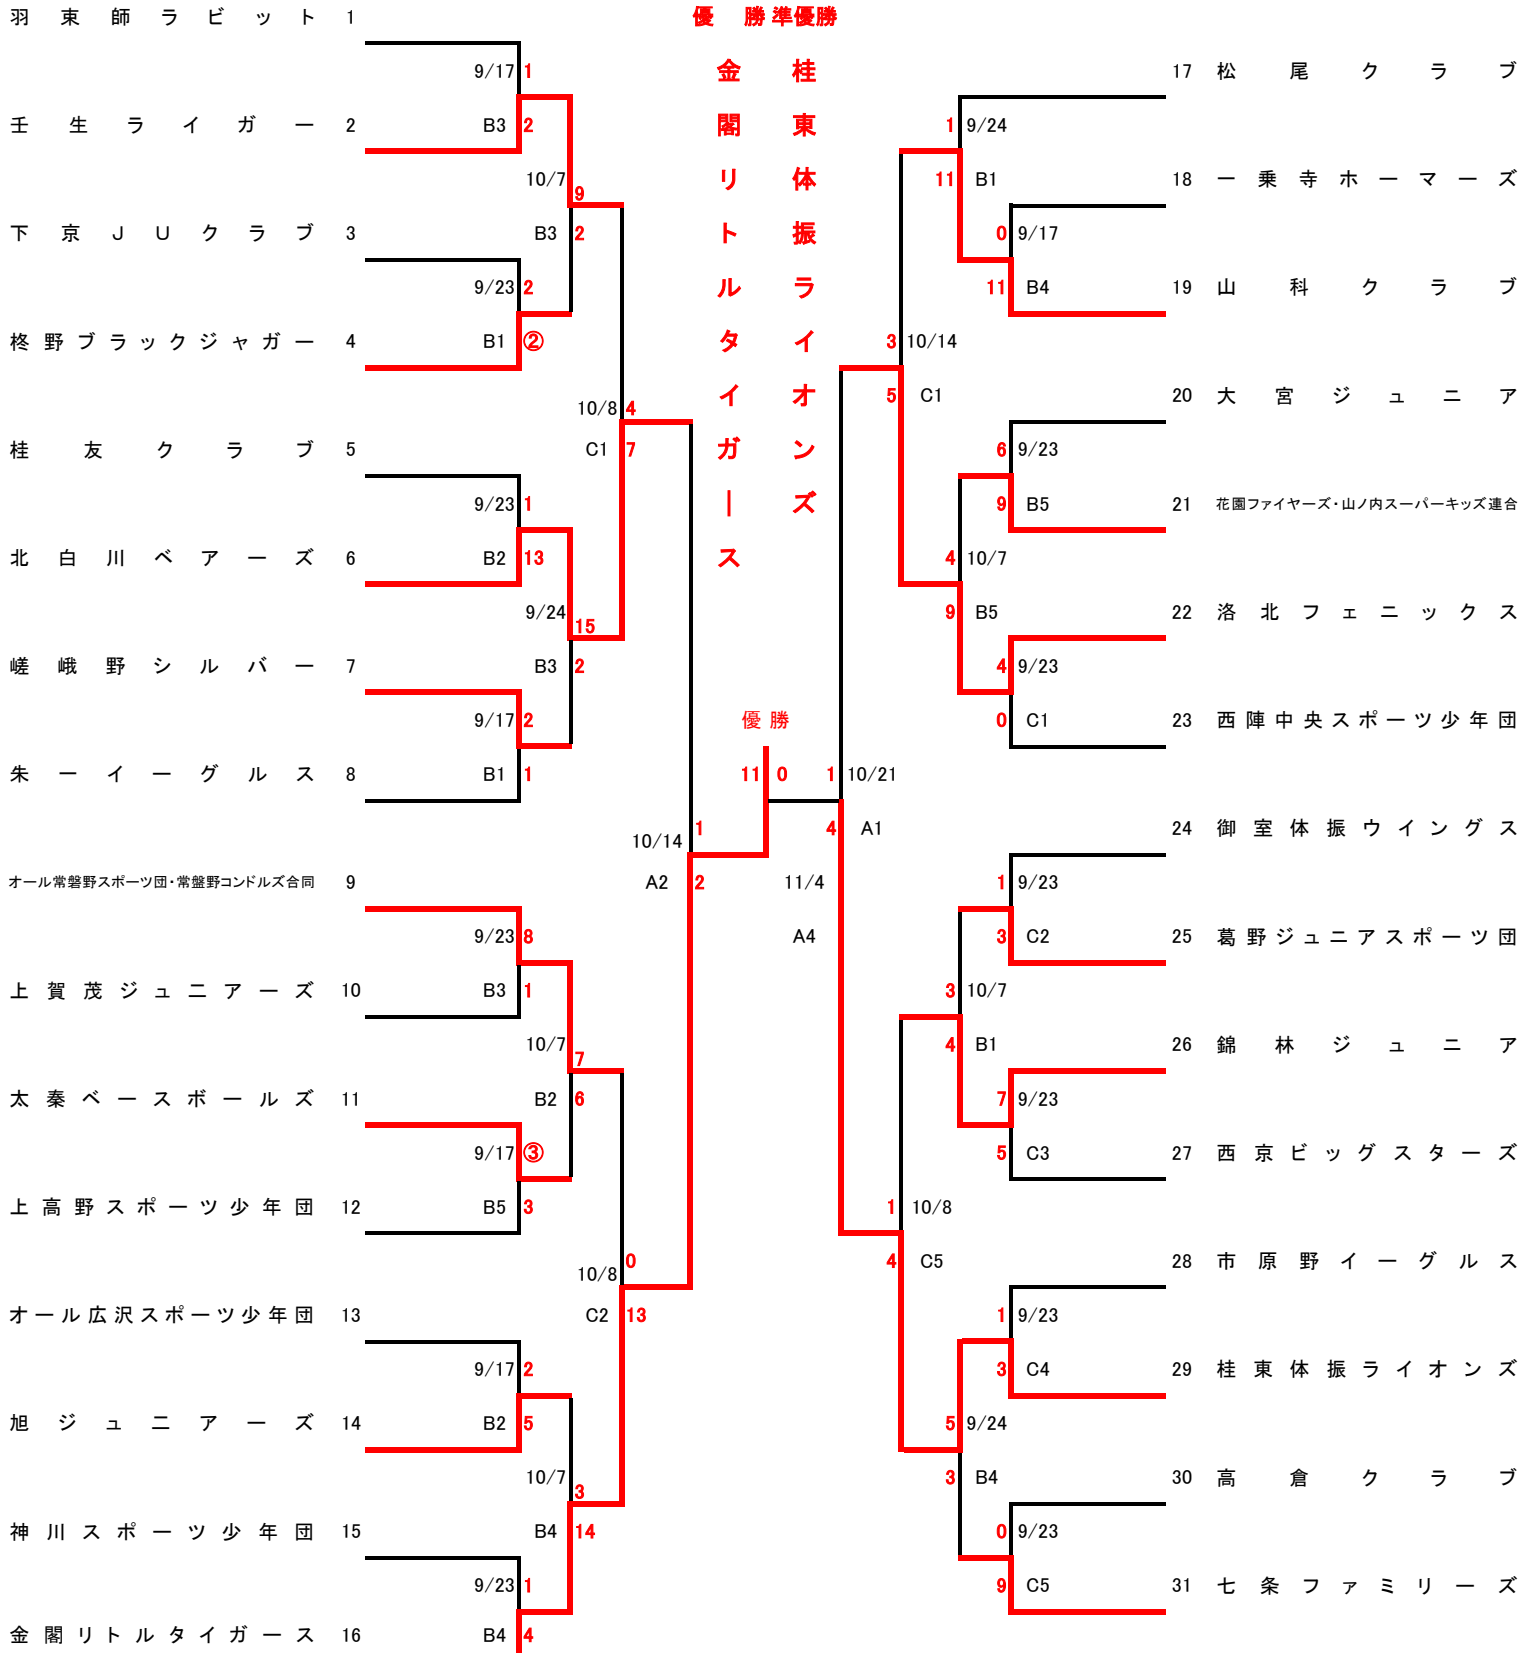 羽束師ラビット 1
優勝 準優勝
9/17 1
金閣リトルタイガース
桂東体振ライオンズ
壬生ライガー 2 B3 2
10/7 9
下京JUクラブ 3 B3 2
9/23 2
柊野ブラックジャガー 4 B1 ②
10/8 4
桂友クラブ 5 C1 7
9/23 1
北白川ベアーズ 6 B2 13
9/24 15
嵯峨野シルバー 7 B3 2
9/17 2
朱一イーグルス 8 B1 1
10/14 1
オール常磐野スポーツ団・常盤野コンドルズ合同 9 A2 2
9/23 8
上賀茂ジュニアーズ 10 B3 1
10/7 7
太秦ベースボールズ 11 B2 6
9/17 ③
上高野スポーツ少年団 12 B5 3
10/8 0
オール広沢スポーツ少年団 13 C2 13
9/17 2
旭ジュニアーズ 14 B2 5
10/7 3
神川スポーツ少年団 15 B4 14
9/23 1
金閣リトルタイガース 16 B4 4
優勝
11 0
11/4
A4
17 松尾クラブ
1 9/24
11 B1 18 一乗寺ホーマーズ
0 9/17
11 B4 19 山科クラブ
3 10/14
5 C1 20 大宮ジュニア
6 9/23
9 B5 21 花園ファイヤーズ・山ノ内スーパーキッズ連合
4 10/7
9 B5 22 洛北フェニックス
4 9/23
0 C1 23 西陣中央スポーツ少年団
1 10/21
4 A1 24 御室体振ウイングス
1 9/23
3 C2 25 葛野ジュニアスポーツ団
3 10/7
4 B1 26 錦林ジュニア
7 9/23
5 C3 27 西京ビッグスターズ
1 10/8
4 C5 28 市原野イーグルス
1 9/23
3 C4 29 桂東体振ライオンズ
5 9/24
3 B4 30 高倉クラブ
0 9/23
9 C5 31 七条ファミリーズ